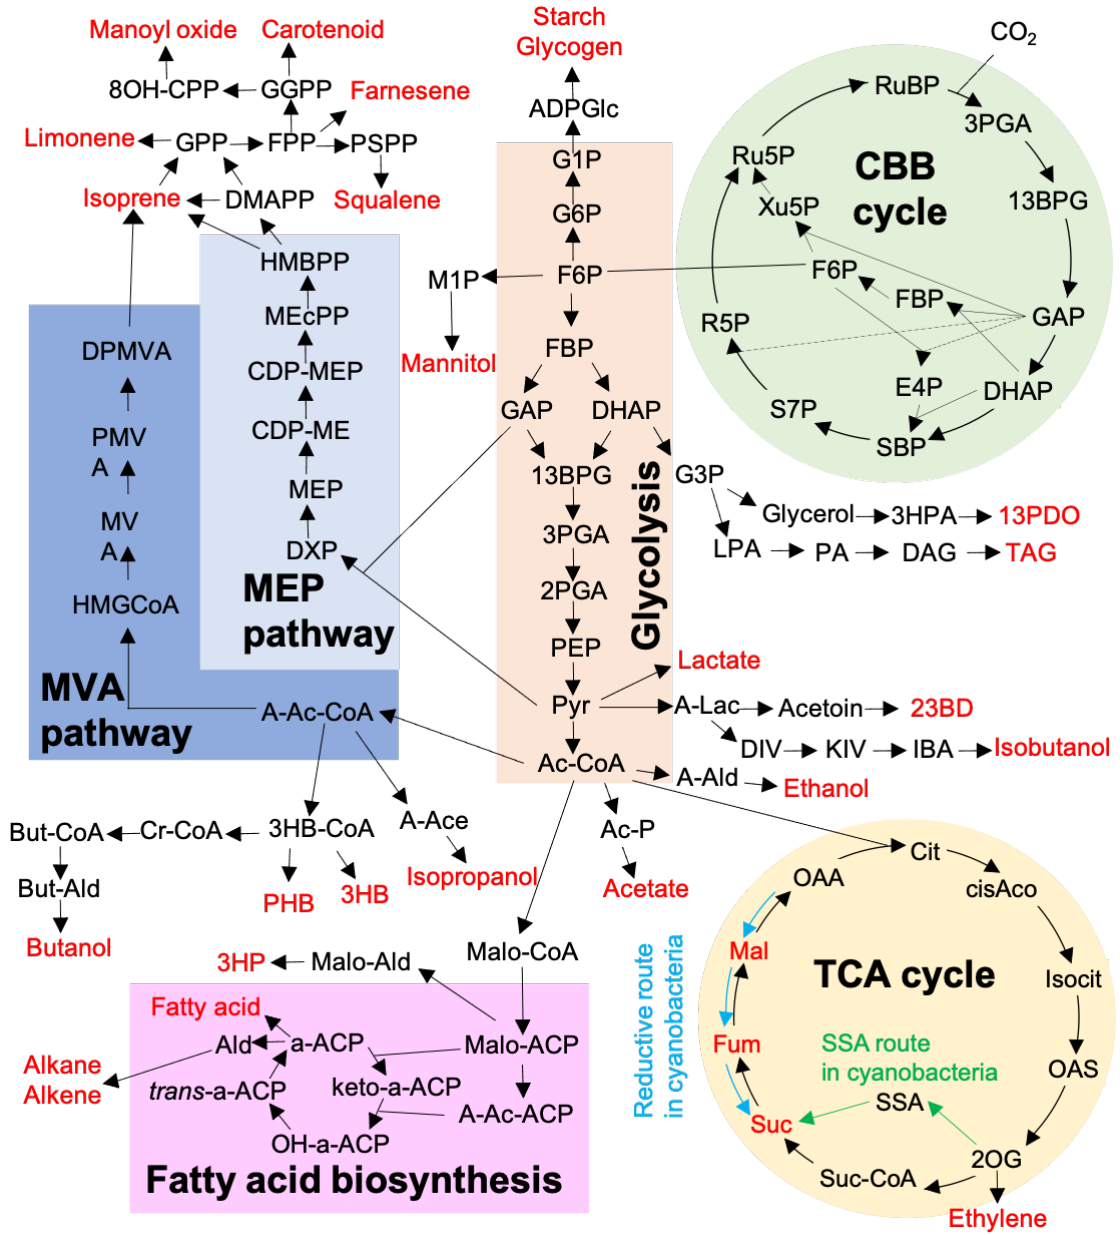 Manoyl oxide
Carotenoid
8OH-CPP
GGPP
Farnesene
Limonene
GPP
FPP
PSPP
Isoprene
DMAPP
Squalene
HMBPP
MEcPP
CDP-MEP
CDP-ME
MEP
DXP
MEP
pathway
DPMVA
PMV
A
MV
A
HMGCoA
MVA
pathway
A-Ac-CoA
Starch
Glycogen
ADPGlc
G1P
G6P
F6P
M1P
Mannitol
FBP
GAP
DHAP
13BPG
3PGA
2PGA
PEP
Pyr
Ac-CoA
Glycolysis
CO2
RuBP
3PGA
13BPG
GAP
DHAP
SBP
S7P
R5P
Ru5P
Xu5P
F6P
FBP
E4P
CBB
cycle
G3P
Glycerol
3HPA
13PDO
LPA
PA
DAG
TAG
Lactate
A-Lac
Acetoin
23BD
DIV
KIV
IBA
Isobutanol
A-Ald
Ethanol
Ac-P
Acetate
But-CoA
Cr-CoA
3HB-CoA
A-Ace
But-Ald
PHB
3HB
Isopropanol
Butanol
3HP
Malo-Ald
Malo-CoA
Fatty acid
Ald
a-ACP
Malo-ACP
Alkane
Alkene
trans-a-ACP
keto-a-ACP
A-Ac-ACP
OH-a-ACP
Fatty acid biosynthesis
Cit
cisAco
Isocit
OAS
2OG
Ethylene
Suc-CoA
Suc
Fum
Mal
OAA
TCA cycle
SSA route
in cyanobacteria
SSA
Reductive route
in cyanobacteria